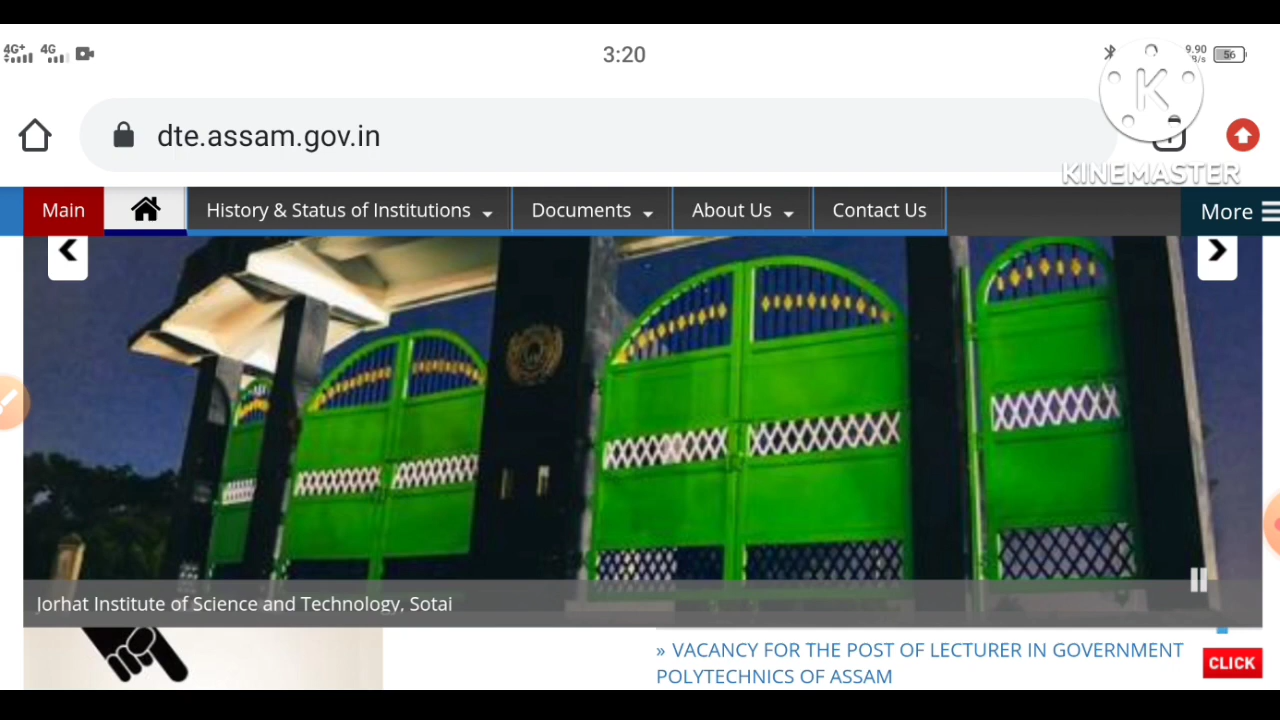 4G+ 4G 3:20 9.90 56
K
dte.assam.gov.in
KINEMASTER
Main History & Status of Institutions Documents About Us Contact Us More
Jorhat Institute of Science and Technology, Sotai
» VACANCY FOR THE POST OF LECTURER IN GOVERNMENT
POLYTECHNICS OF ASSAM
CLICK